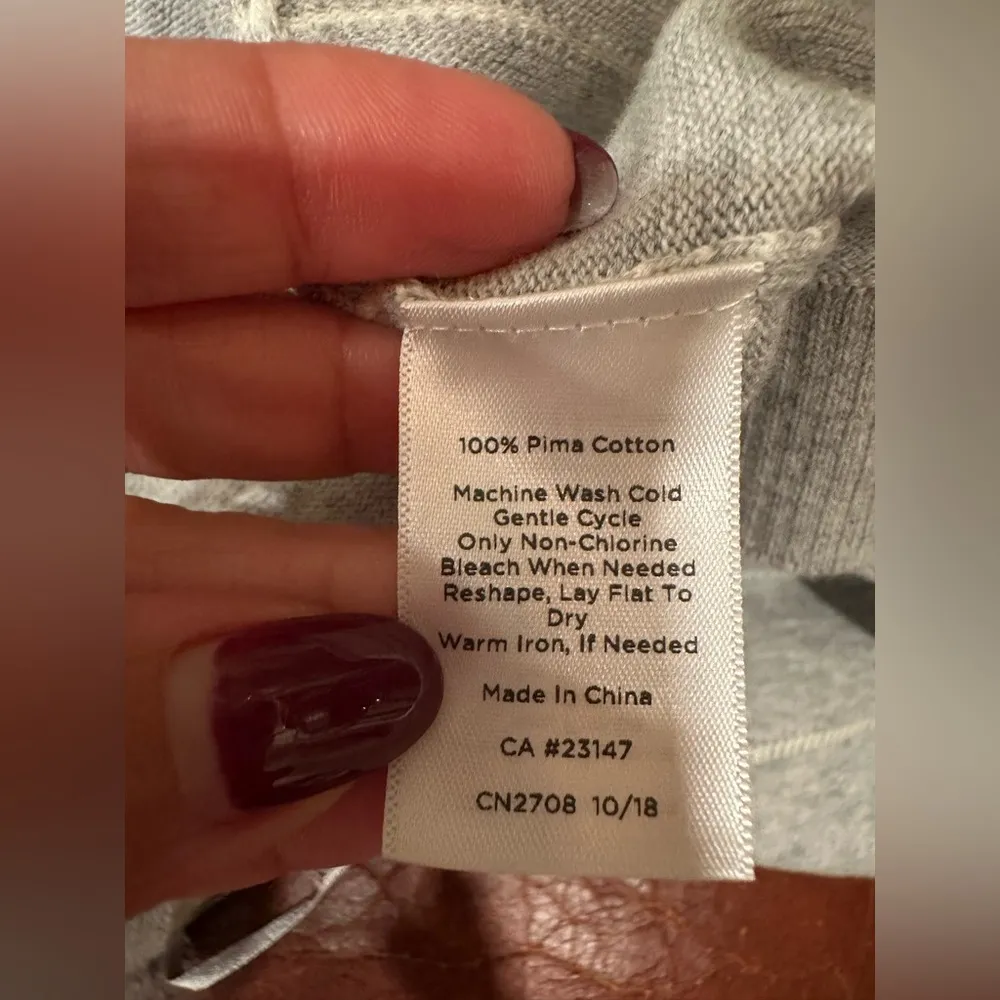 100% Pima Cotton
Machine Wash Cold
Gentle Cycle
Only Non-Chlorine
Bleach When Needed
Reshape, Lay Flat To
Dry
Warm Iron, If Needed
Made In China
CA #23147
CN2708 10/18